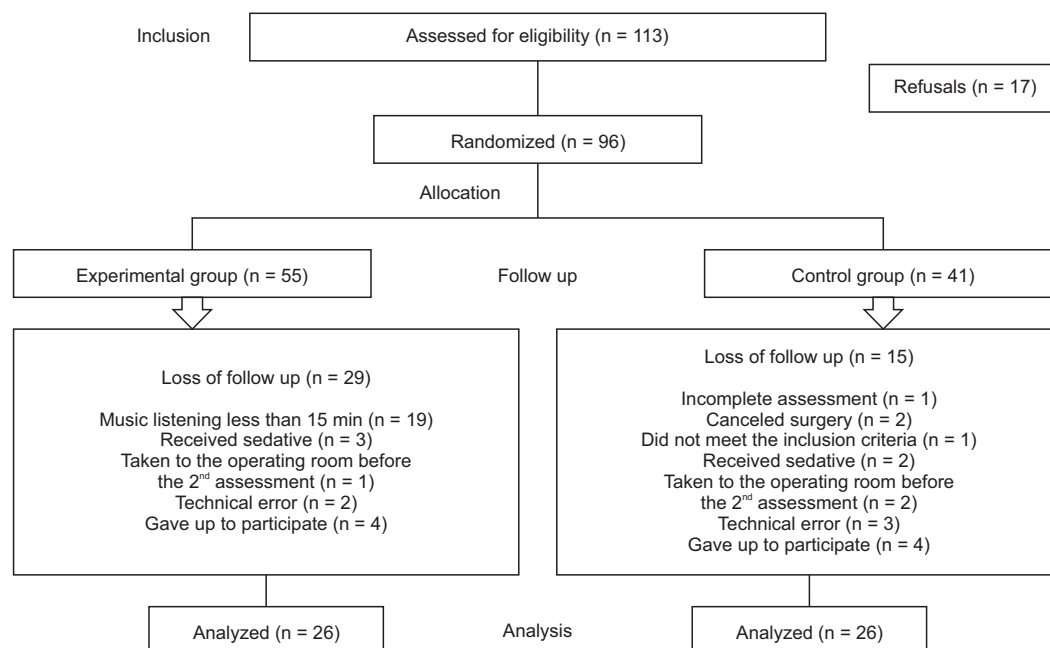 Inclusion
Assessed for eligibility (n = 113)
Refusals (n = 17)
Randomized (n = 96)
Allocation
Experimental group (n = 55)
Follow up
Control group (n = 41)
Loss of follow up (n = 29)
Music listening less than 15 min (n = 19)
Received sedative (n = 3)
Taken to the operating room before
the 2nd assessment (n = 1)
Technical error (n = 2)
Gave up to participate (n = 4)
Loss of follow up (n = 15)
Incomplete assessment (n = 1)
Canceled surgery (n = 2)
Did not meet the inclusion criteria (n = 1)
Received sedative (n = 2)
Taken to the operating room before
the 2nd assessment (n = 2)
Technical error (n = 3)
Gave up to participate (n = 4)
Analyzed (n = 26)
Analysis
Analyzed (n = 26)